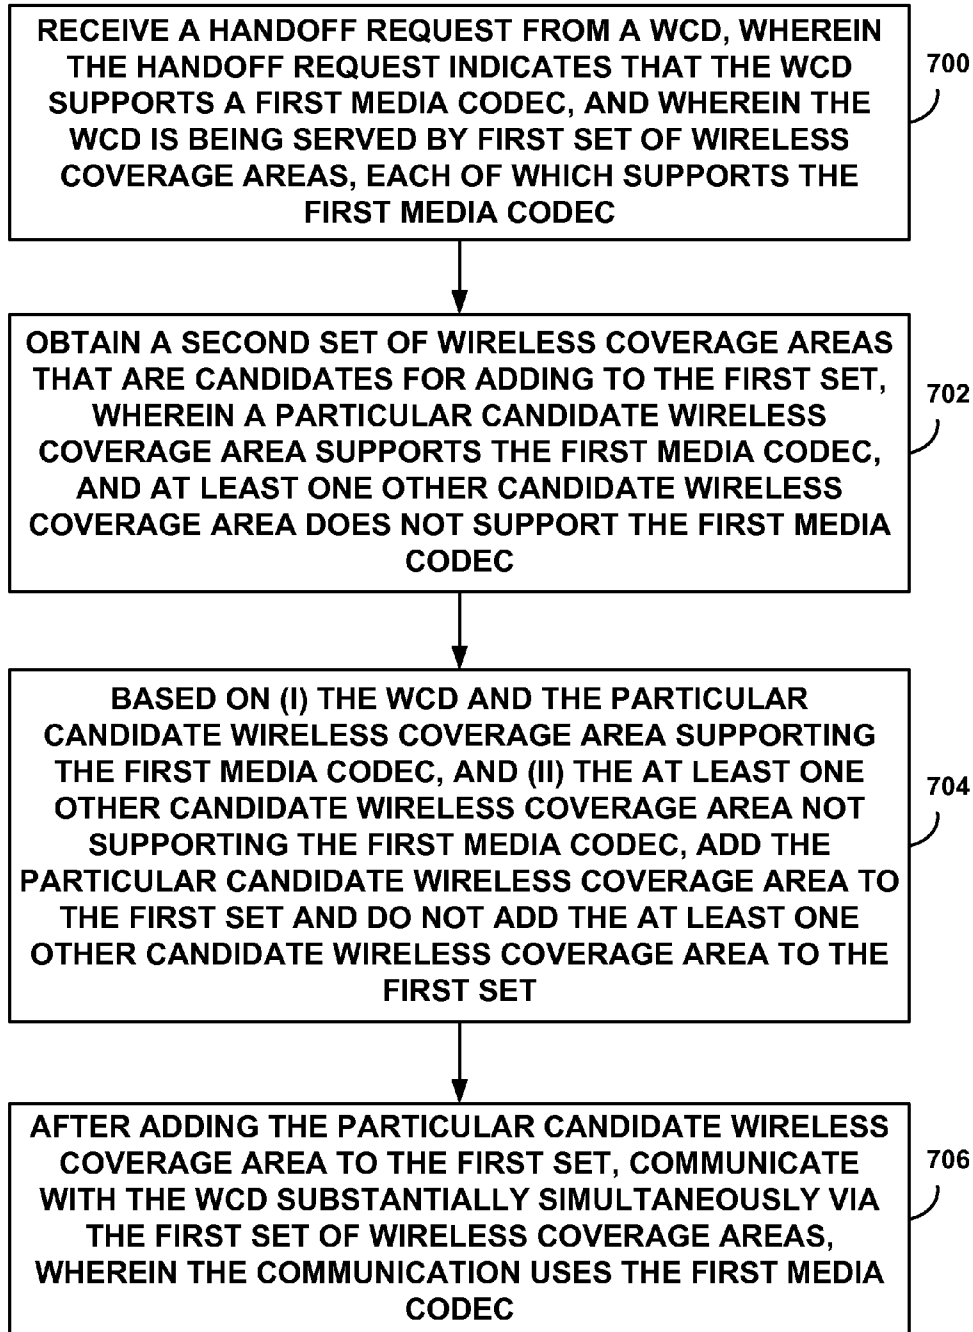 RECEIVE A HANDOFF REQUEST FROM A WCD, WHEREIN
THE HANDOFF REQUEST INDICATES THAT THE WCD
SUPPORTS A FIRST MEDIA CODEC, AND WHEREIN THE
WCD IS BEING SERVED BY FIRST SET OF WIRELESS
COVERAGE AREAS, EACH OF WHICH SUPPORTS THE
FIRST MEDIA CODEC
700
OBTAIN A SECOND SET OF WIRELESS COVERAGE AREAS
THAT ARE CANDIDATES FOR ADDING TO THE FIRST SET,
WHEREIN A PARTICULAR CANDIDATE WIRELESS
COVERAGE AREA SUPPORTS THE FIRST MEDIA CODEC,
AND AT LEAST ONE OTHER CANDIDATE WIRELESS
COVERAGE AREA DOES NOT SUPPORT THE FIRST MEDIA
CODEC
702
BASED ON (I) THE WCD AND THE PARTICULAR
CANDIDATE WIRELESS COVERAGE AREA SUPPORTING
THE FIRST MEDIA CODEC, AND (II) THE AT LEAST ONE
OTHER CANDIDATE WIRELESS COVERAGE AREA NOT
SUPPORTING THE FIRST MEDIA CODEC, ADD THE
PARTICULAR CANDIDATE WIRELESS COVERAGE AREA TO
THE FIRST SET AND DO NOT ADD THE AT LEAST ONE
OTHER CANDIDATE WIRELESS COVERAGE AREA TO THE
FIRST SET
704
AFTER ADDING THE PARTICULAR CANDIDATE WIRELESS
COVERAGE AREA TO THE FIRST SET, COMMUNICATE
WITH THE WCD SUBSTANTIALLY SIMULTANEOUSLY VIA
THE FIRST SET OF WIRELESS COVERAGE AREAS,
WHEREIN THE COMMUNICATION USES THE FIRST MEDIA
CODEC
706